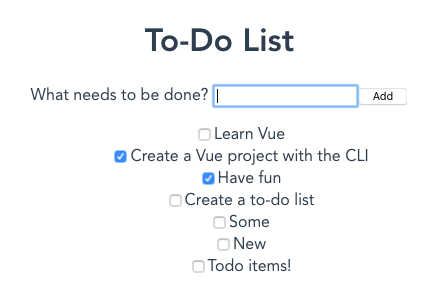 To-Do List
What needs to be done? Add
Learn Vue
Create a Vue project with the CLI
Have fun
Create a to-do list
Some
New
Todo items!